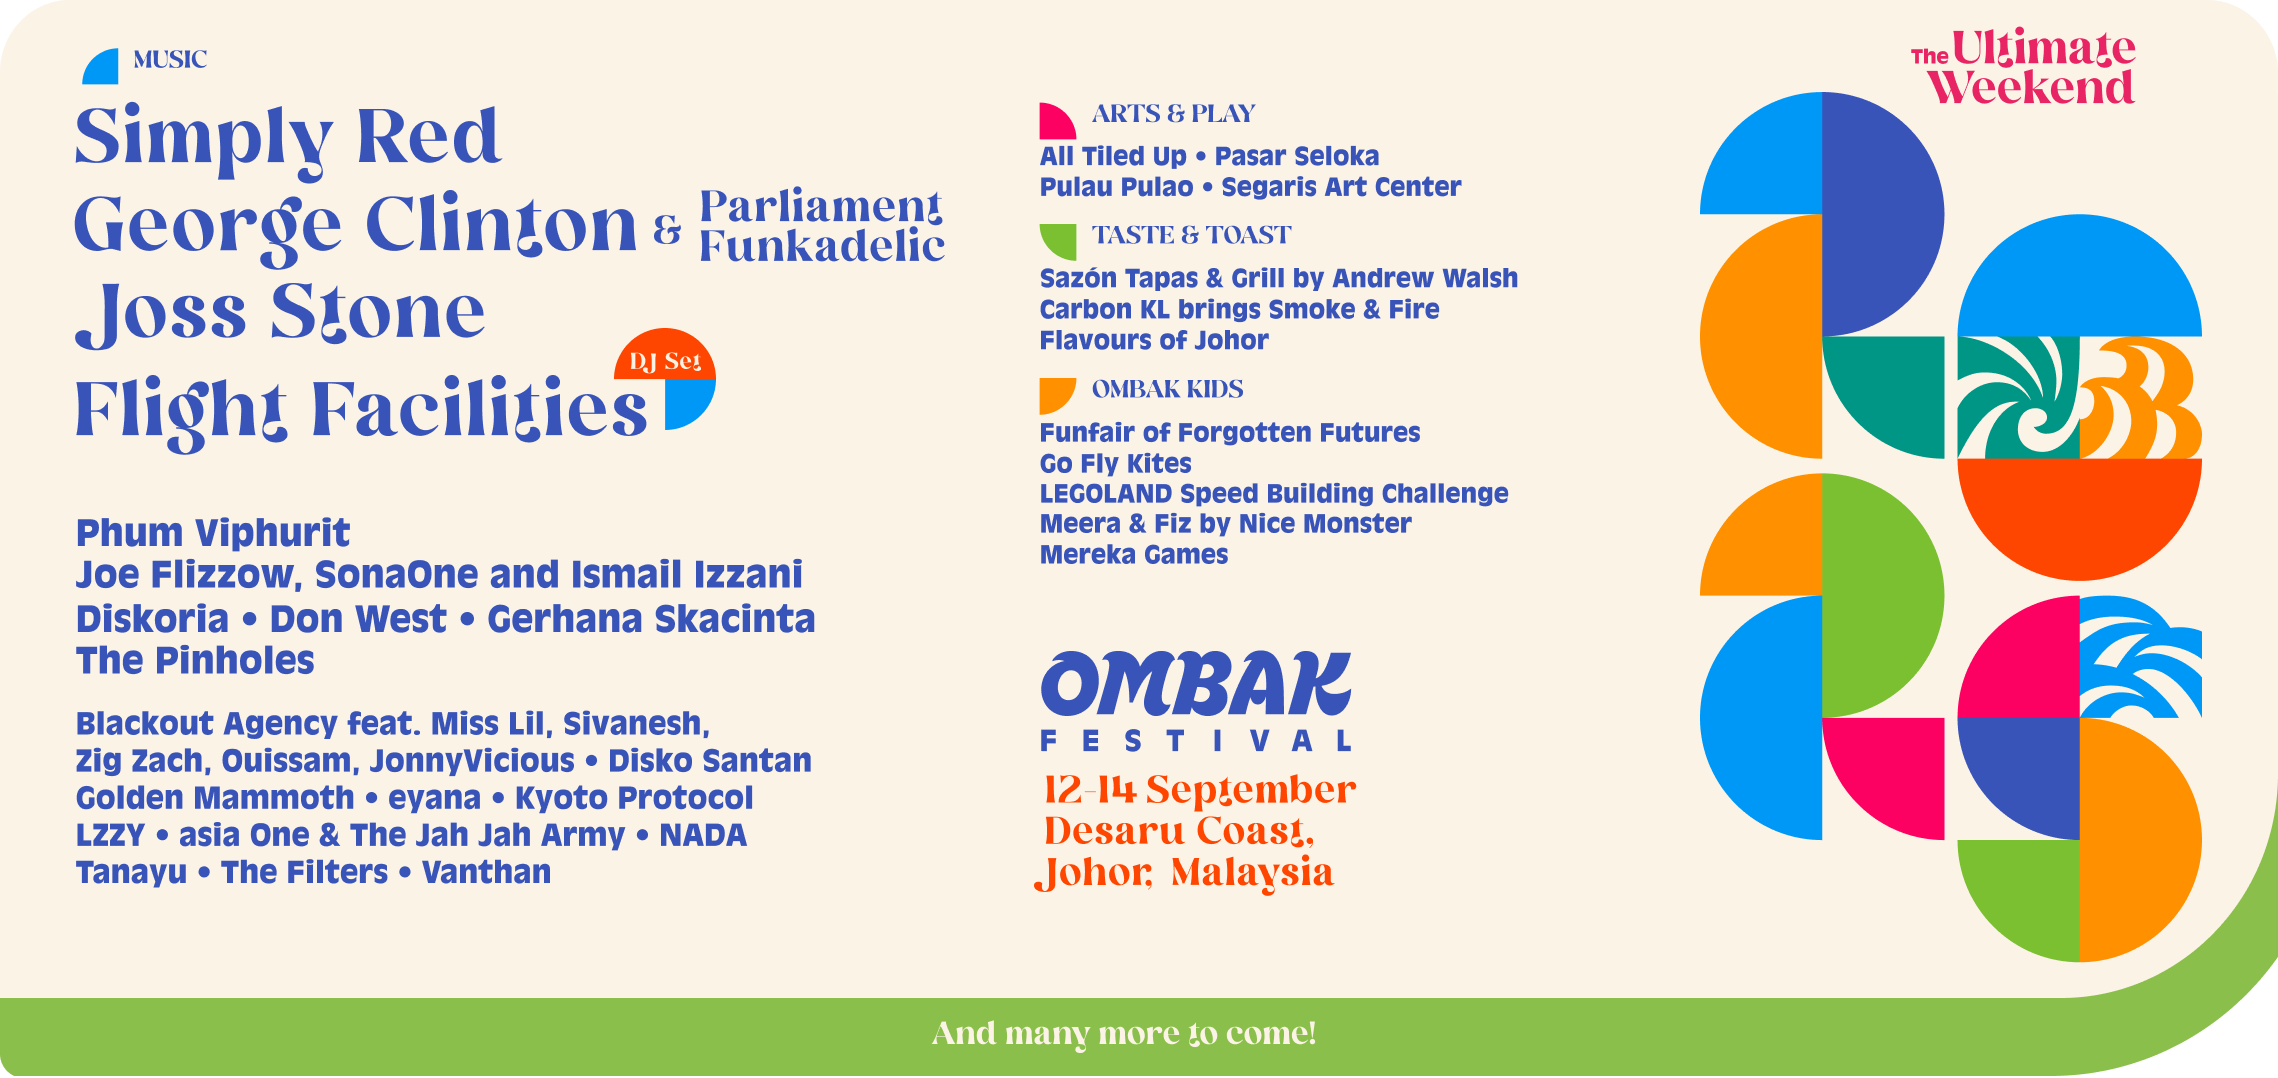 MUSIC
Simply Red
George Clinton & Parliament Funkadelic
Joss Stone
Flight Facilities DJ Set
Phum Viphurit
Joe Flizzow, SonaOne and Ismail Izzani
Diskoria • Don West • Gerhana Skacinta
The Pinholes
Blackout Agency feat. Miss Lil, Sivanesh,
Zig Zach, Ouissam, JonnyVicious • Disko Santan
Golden Mammoth • eyana • Kyoto Protocol
LZZY • asia One & The Jah Jah Army • NADA
Tanayu • The Filters • Vanthan
ARTS & PLAY
All Tiled Up • Pasar Seloka
Pulau Pulao • Segaris Art Center
TASTE & TOAST
Sazón Tapas & Grill by Andrew Walsh
Carbon KL brings Smoke & Fire
Flavours of Johor
OMBAK KIDS
Funfair of Forgotten Futures
Go Fly Kites
LEGOLAND Speed Building Challenge
Meera & Fiz by Nice Monster
Mereka Games
OMBAK
FESTIVAL
12-14 September
Desaru Coast,
Johor, Malaysia
The Ultimate
Weekend
And many more to come!